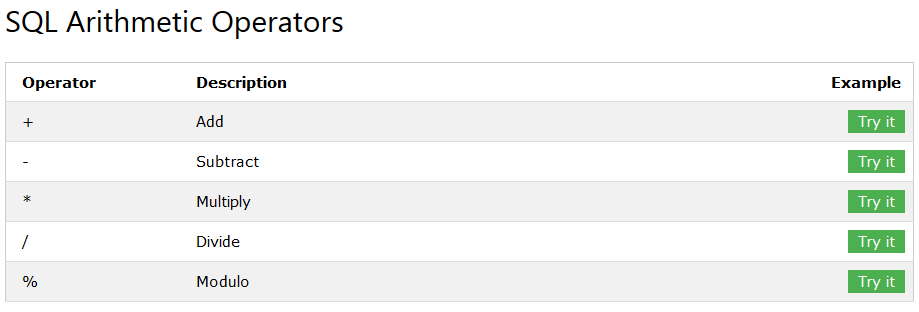 SQL Arithmetic Operators
Operator Description Example
+ Add Try it
- Subtract Try it
* Multiply Try it
/ Divide Try it
% Modulo Try it